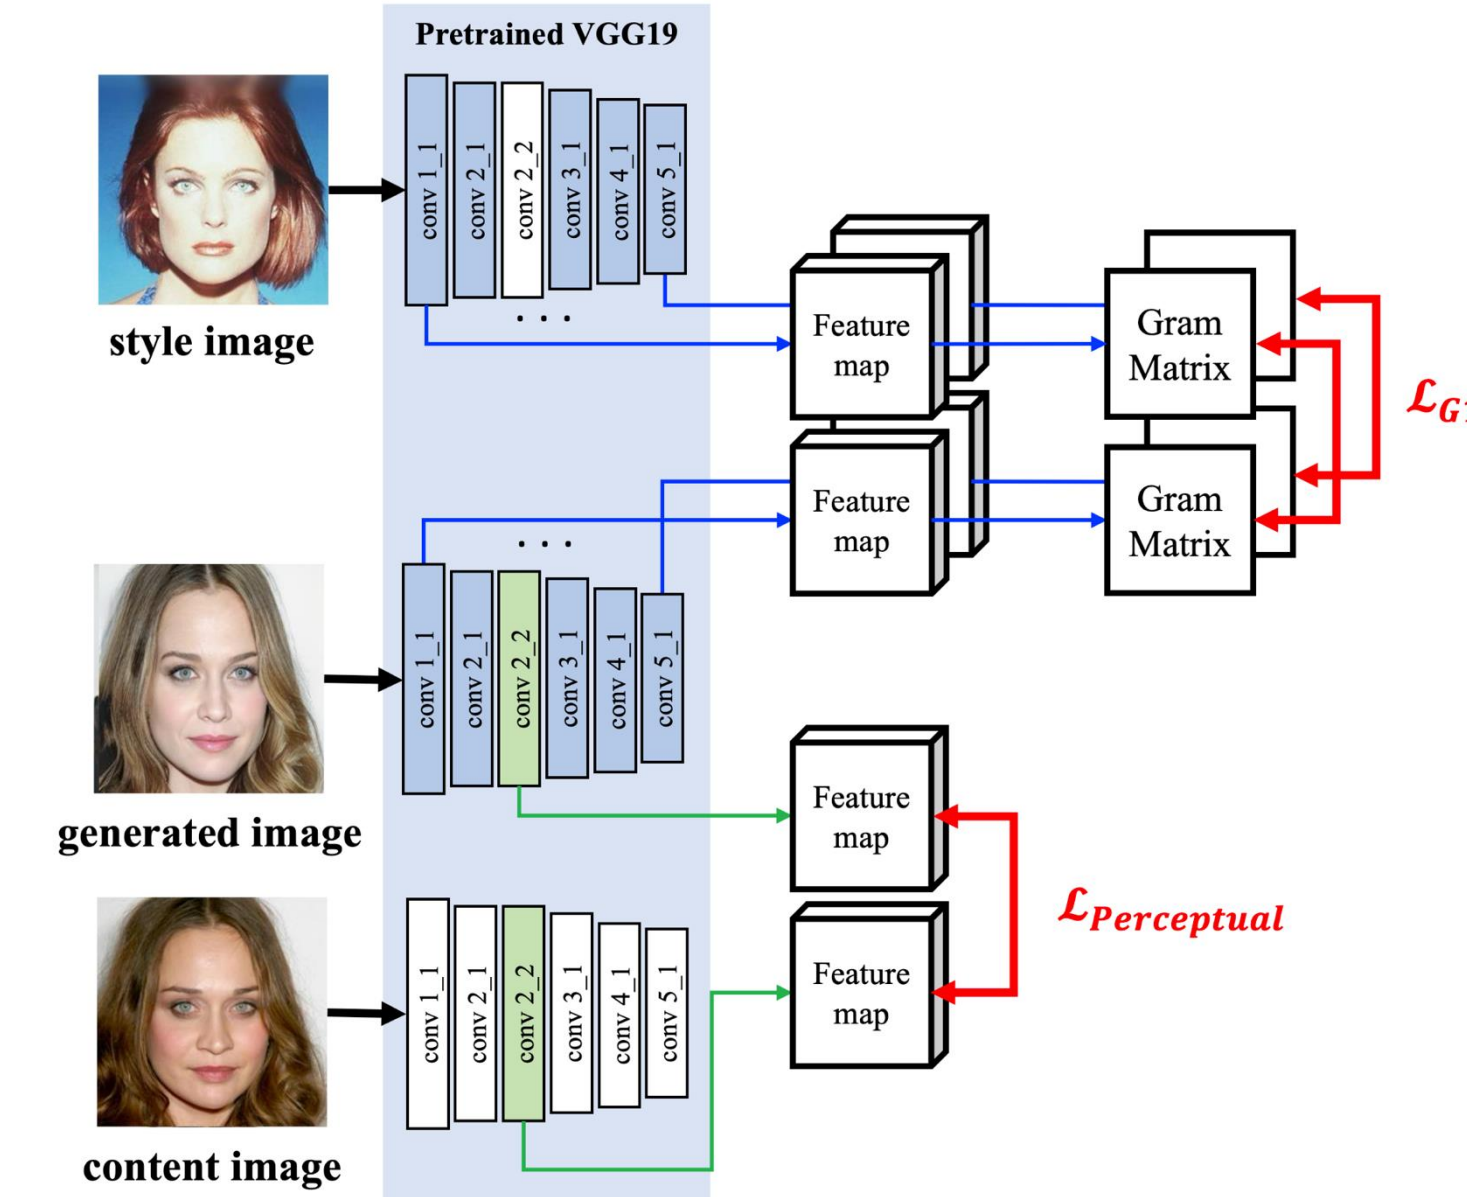 Pretrained VGG19
conv 1_1
conv 2_1
conv 2_2
conv 3_1
conv 4_1
conv 5_1
. . .
style image
Feature
map
Gram
Matrix
Feature
map
Gram
Matrix
. . .
conv 1_1
conv 2_1
conv 2_2
conv 3_1
conv 4_1
conv 5_1
generated image
Feature
map
ℒPerceptual
Feature
map
conv 1_1
conv 2_1
conv 2_2
conv 3_1
conv 4_1
conv 5_1
content image